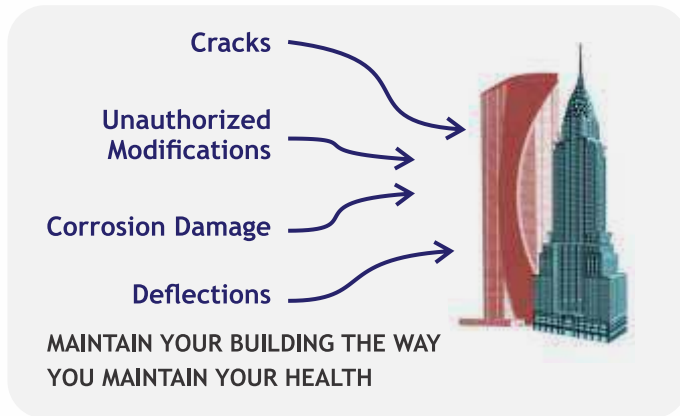 Cracks
Unauthorized
Modifications
Corrosion Damage
Deflections
MAINTAIN YOUR BUILDING THE WAY
YOU MAINTAIN YOUR HEALTH